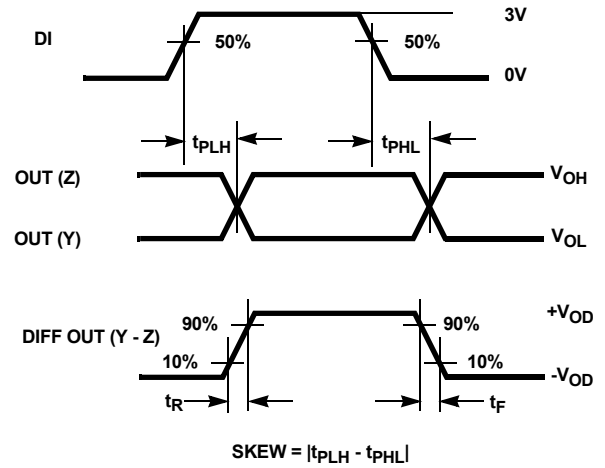 3V
DI
50%
50%
0V
tPLH
tPHL
OUT (Z)
VOH
OUT (Y)
VOL
+VOD
90%
90%
DIFF OUT (Y - Z)
10%
10%
-VOD
tR
tF
SKEW = |tPLH - tPHL|